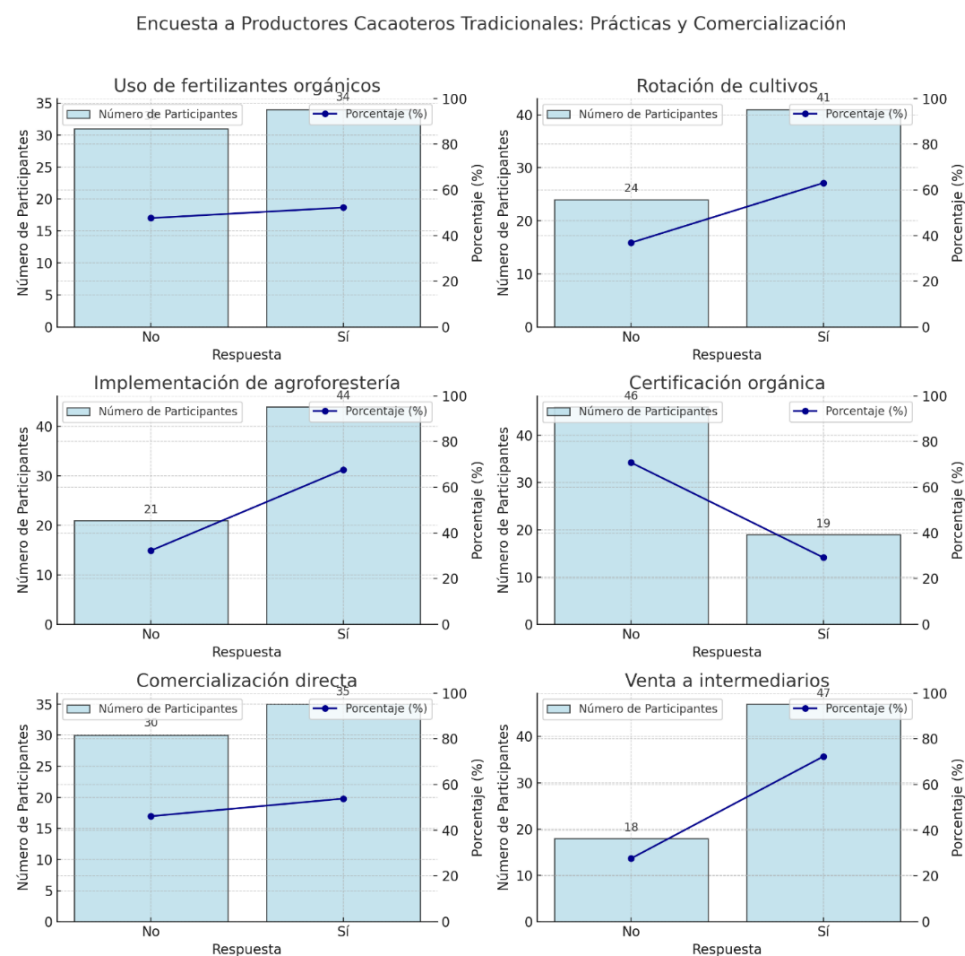 Encuesta a Productores Cacaoteros Tradicionales: Prácticas y Comercialización
Uso de fertilizantes orgánicos
Número de Participantes
Porcentaje (%)
34
35
30
25
20
15
10
5
0
Número de Participantes
100
80
60
40
20
0
Porcentaje (%)
No
Sí
Respuesta
Rotación de cultivos
Número de Participantes
Porcentaje (%)
24
41
40
30
20
10
0
Número de Participantes
100
80
60
40
20
0
Porcentaje (%)
No
Sí
Respuesta
Implementación de agroforestería
Número de Participantes
Porcentaje (%)
21
44
40
30
20
10
0
Número de Participantes
100
80
60
40
20
0
Porcentaje (%)
No
Sí
Respuesta
Certificación orgánica
Número de Participantes
Porcentaje (%)
46
19
40
30
20
10
0
Número de Participantes
100
80
60
40
20
0
Porcentaje (%)
No
Sí
Respuesta
Comercialización directa
Número de Participantes
Porcentaje (%)
30
35
35
30
25
20
15
10
5
0
Número de Participantes
100
80
60
40
20
0
Porcentaje (%)
No
Sí
Respuesta
Venta a intermediarios
Número de Participantes
Porcentaje (%)
18
47
40
30
20
10
0
Número de Participantes
100
80
60
40
20
0
Porcentaje (%)
No
Sí
Respuesta